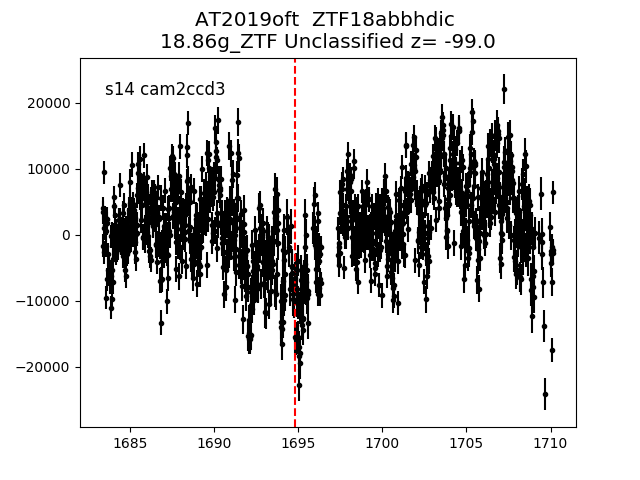 AT2019oft  ZTF18abbhdic
18.86g_ZTF Unclassified z= -99.0
s14 cam2ccd3
20000
10000
0
−10000
−20000
1685 1690 1695 1700 1705 1710